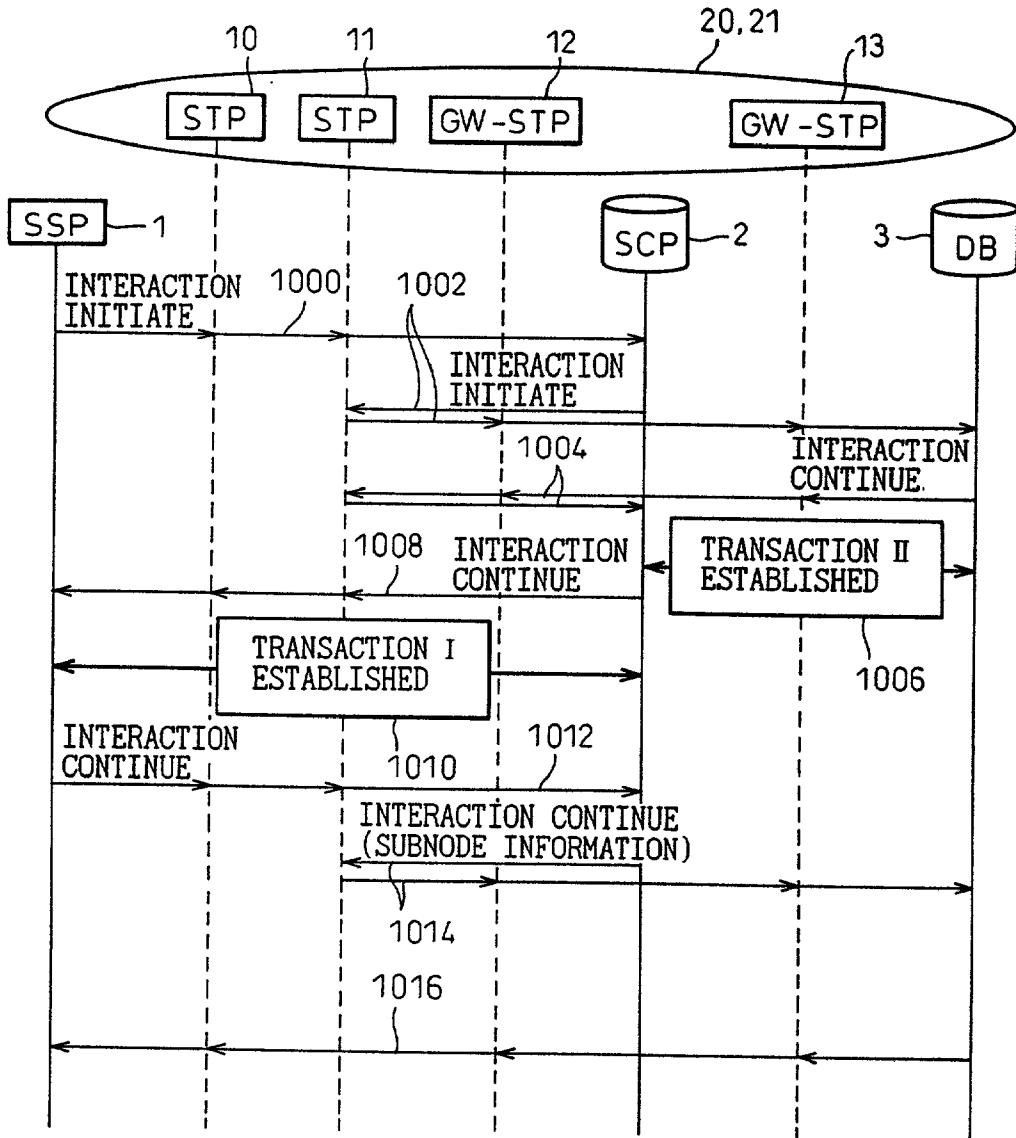 20,21
10
11
12
13
STP
STP
GW-STP
GW-STP
SSP
1
SCP
2
3
DB
INTERACTION
INITIATE
1000
1002
INTERACTION
INITIATE
1004
INTERACTION
CONTINUE.
1008
INTERACTION
CONTINUE
TRANSACTION II
ESTABLISHED
1006
TRANSACTION I
ESTABLISHED
1010
INTERACTION
CONTINUE
1012
INTERACTION CONTINUE
(SUBNODE INFORMATION)
1014
1016